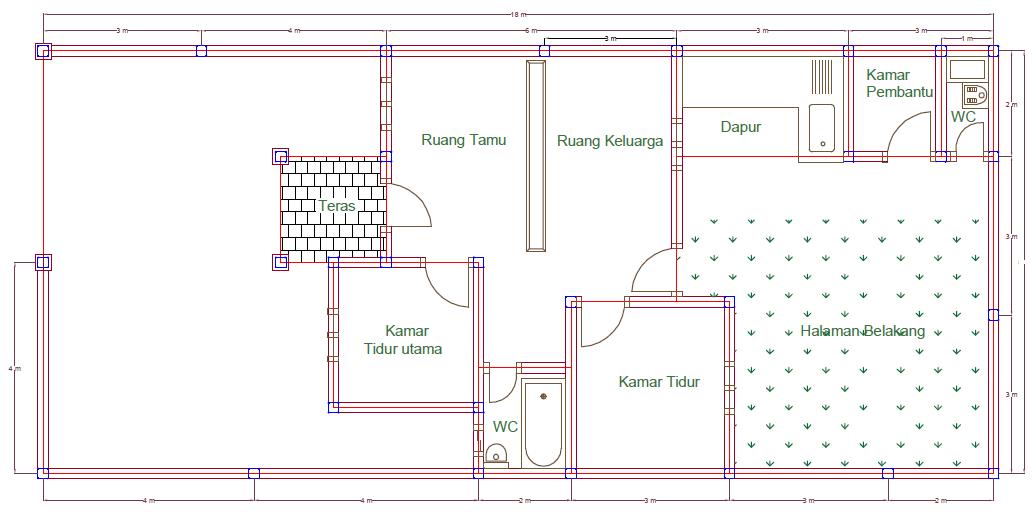 18 m
3 m
4 m
6 m
3 m
3 m
3 m
1 m
Kamar
Pembantu
WC
2 m
Dapur
Ruang Tamu
Ruang Keluarga
Teras
3 m
Kamar
Tidur utama
Halaman Belakang
4 m
Kamar Tidur
3 m
WC
4 m
4 m
2 m
3 m
3 m
2 m